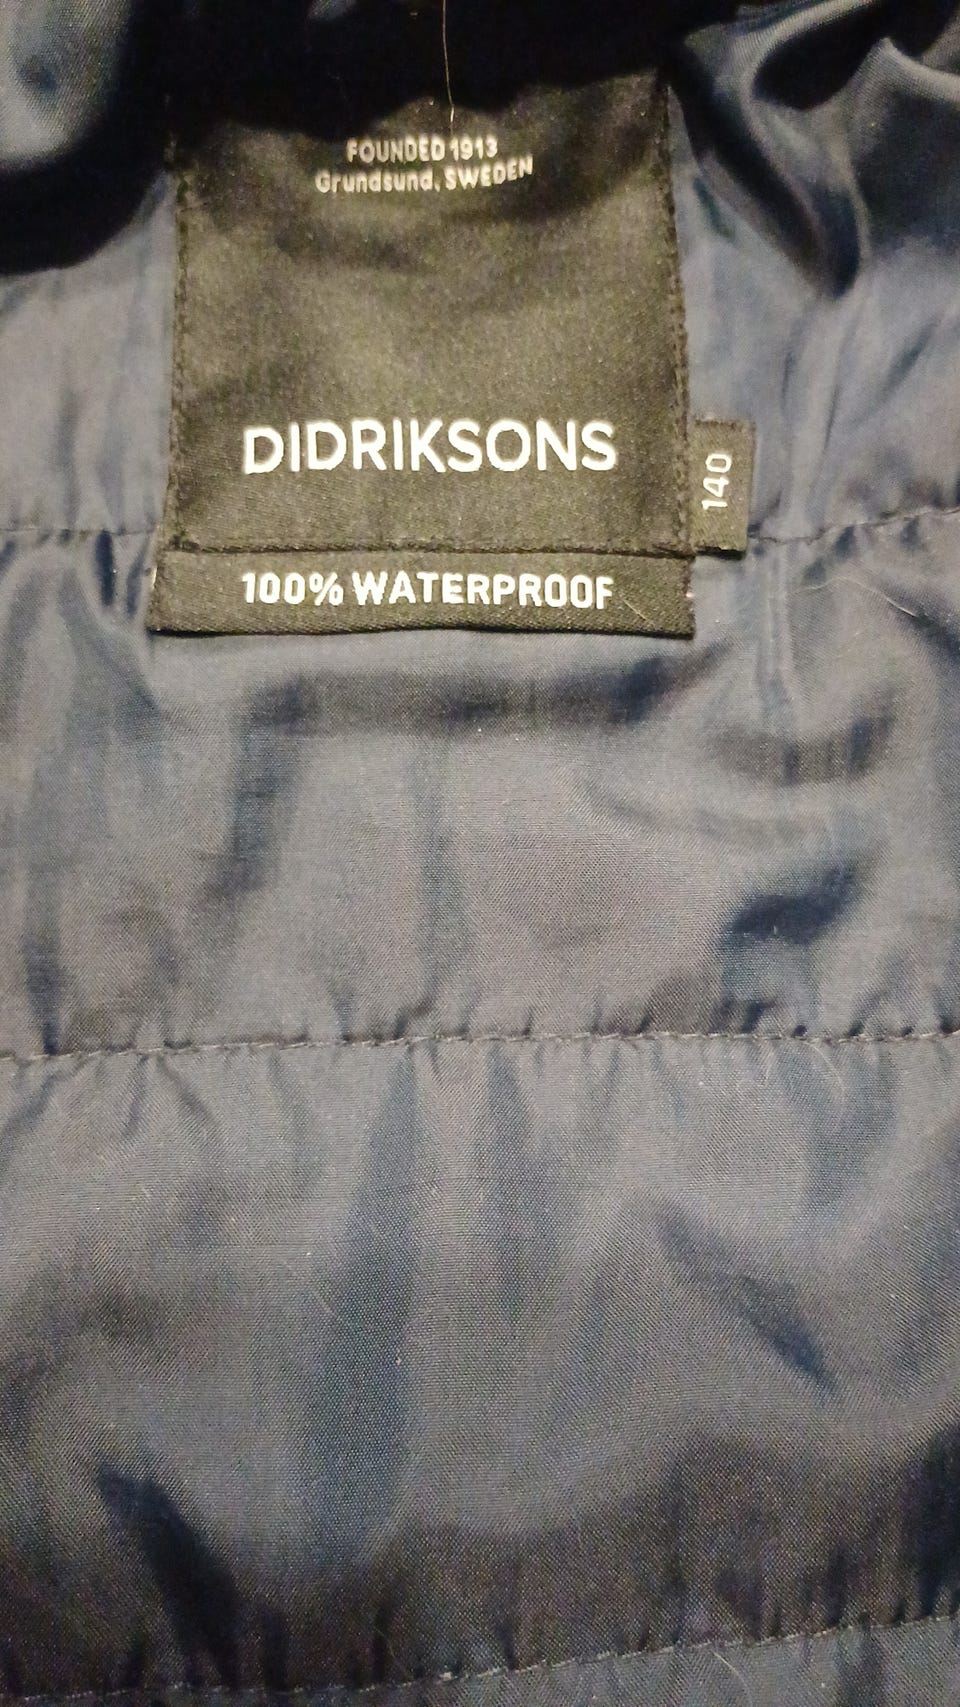 FOUNDED 1913
Grundsund, SWEDEN
DIDRIKSONS
140
100% WATERPROOF